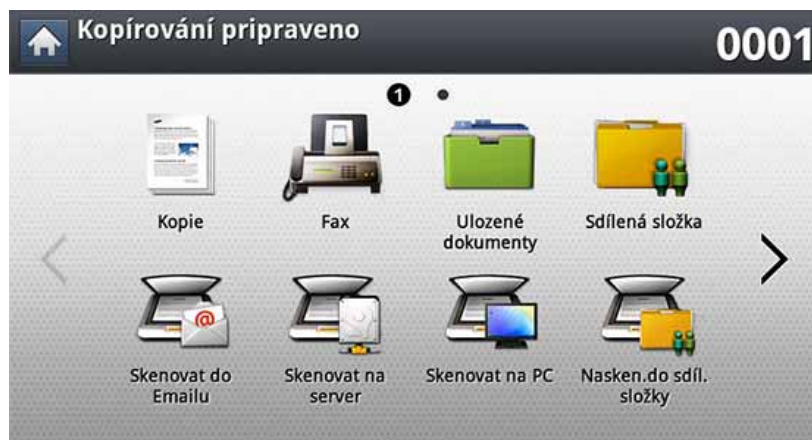 Kopírování pripraveno
0001
1
Kopie
Fax
Ulozené
dokumenty
Sdílená složka
@
Skenovat do
Emailu
Skenovat na
server
Skenovat na PC
Nasken.do sdíl.
složky